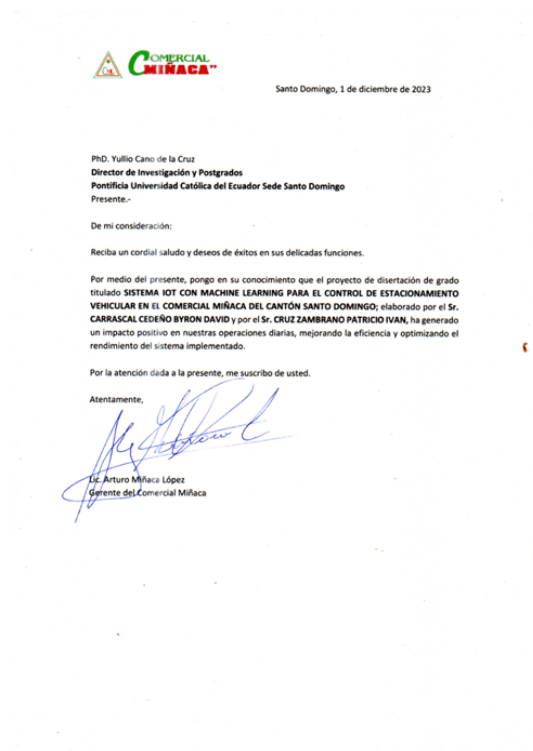 COMERCIAL
MIÑACA"
Santo Domingo, 1 de diciembre de 2023
PhD. Yullio Cano de la Cruz
Director de Investigación y Postgrados
Pontificia Universidad Católica del Ecuador Sede Santo Domingo
Presente.-
De mi consideración:
Reciba un cordial saludo y deseos de éxitos en sus delicadas funciones.
Por medio del presente, pongo en su conocimiento que el proyecto de disertación de grado
titulado SISTEMA IOT CON MACHINE LEARNING PARA EL CONTROL DE ESTACIONAMIENTO
VEHICULAR EN EL COMERCIAL MIÑACA DEL CANTÓN SANTO DOMINGO; elaborado por el Sr.
CARRASCAL CEDEÑO BYRON DAVID y por el Sr. CRUZ ZAMBRANO PATRICIO IVAN, ha generado
un impacto positivo en nuestras operaciones diarias, mejorando la eficiencia y optimizando el
rendimiento del sistema implementado.
Por la atención dada a la presente, me suscribo de usted.
Atentamente,
Lic. Arturo Miñaca López
Gerente del Comercial Miñaca